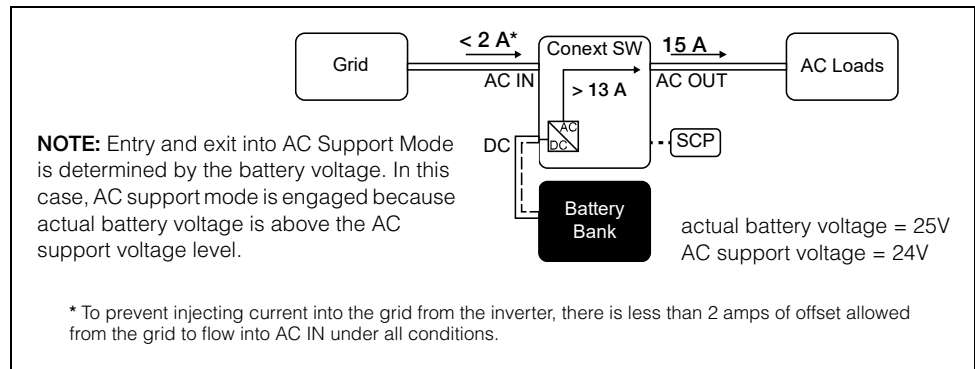 < 2 A*
Conext SW
15 A
Grid
AC IN
AC OUT
AC Loads
> 13 A
AC
DC
DC
SCP
NOTE: Entry and exit into AC Support Mode
is determined by the battery voltage. In this
case, AC support mode is engaged because
actual battery voltage is above the AC
support voltage level.
Battery
Bank
actual battery voltage = 25V
AC support voltage = 24V
* To prevent injecting current into the grid from the inverter, there is less than 2 amps of offset allowed
from the grid to flow into AC IN under all conditions.